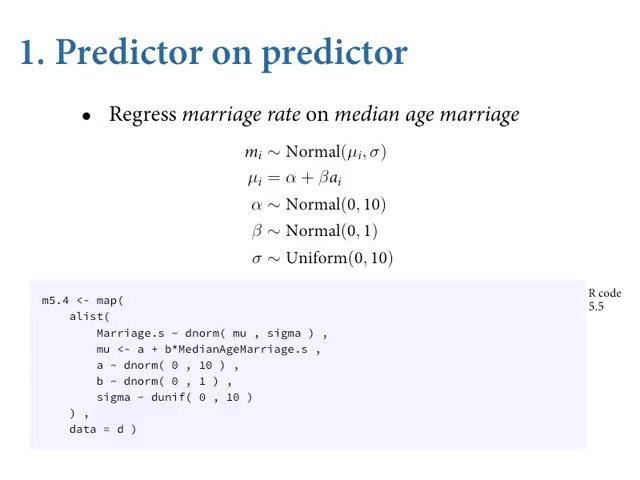 1. Predictor on predictor
• Regress marriage rate on median age marriage
mᵢ ∼ Normal(μᵢ, σ)
μᵢ = α + βaᵢ
α ∼ Normal(0, 10)
β ∼ Normal(0, 1)
σ ∼ Uniform(0, 10)
R code
5.5
m5.4 <- map(
    alist(
        Marriage.s ~ dnorm( mu , sigma ) ,
        mu <- a + b*MedianAgeMarriage.s ,
        a ~ dnorm( 0 , 10 ) ,
        b ~ dnorm( 0 , 1 ) ,
        sigma ~ dunif( 0 , 10 )
    ) ,
    data = d )